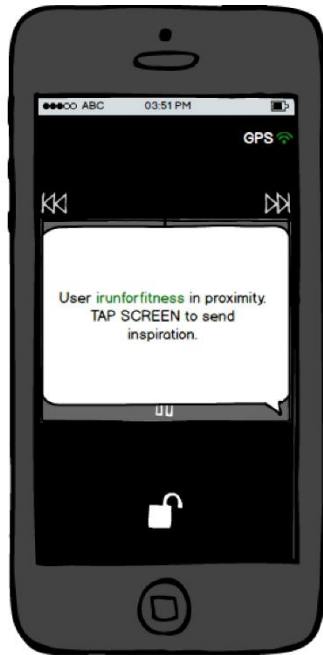 ABC 03:51 PM
GPS
User irunforfitness in proximity.
TAP SCREEN to send
inspiration.